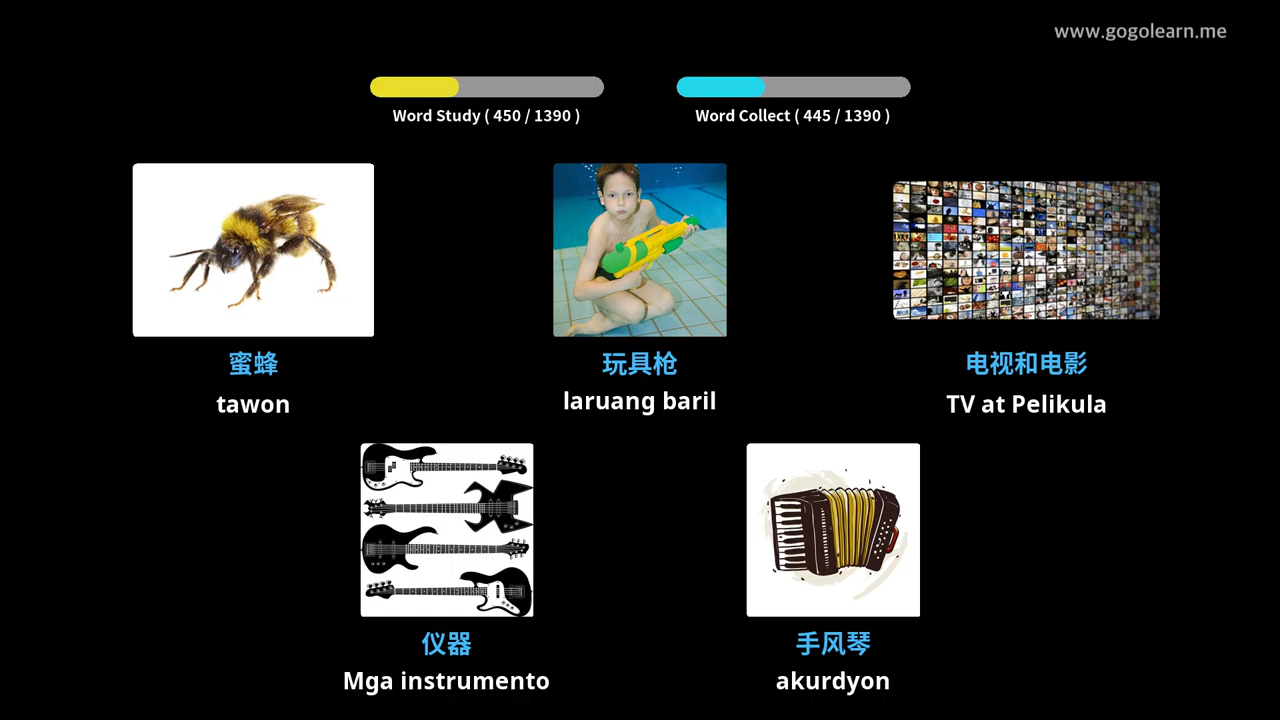 www.gogolearn.me
Word Study ( 450 / 1390 )
Word Collect ( 445 / 1390 )
蜜蜂
玩具枪
电视和电影
tawon
laruang baril
TV at Pelikula
仪器
手风琴
Mga instrumento
akurdyon